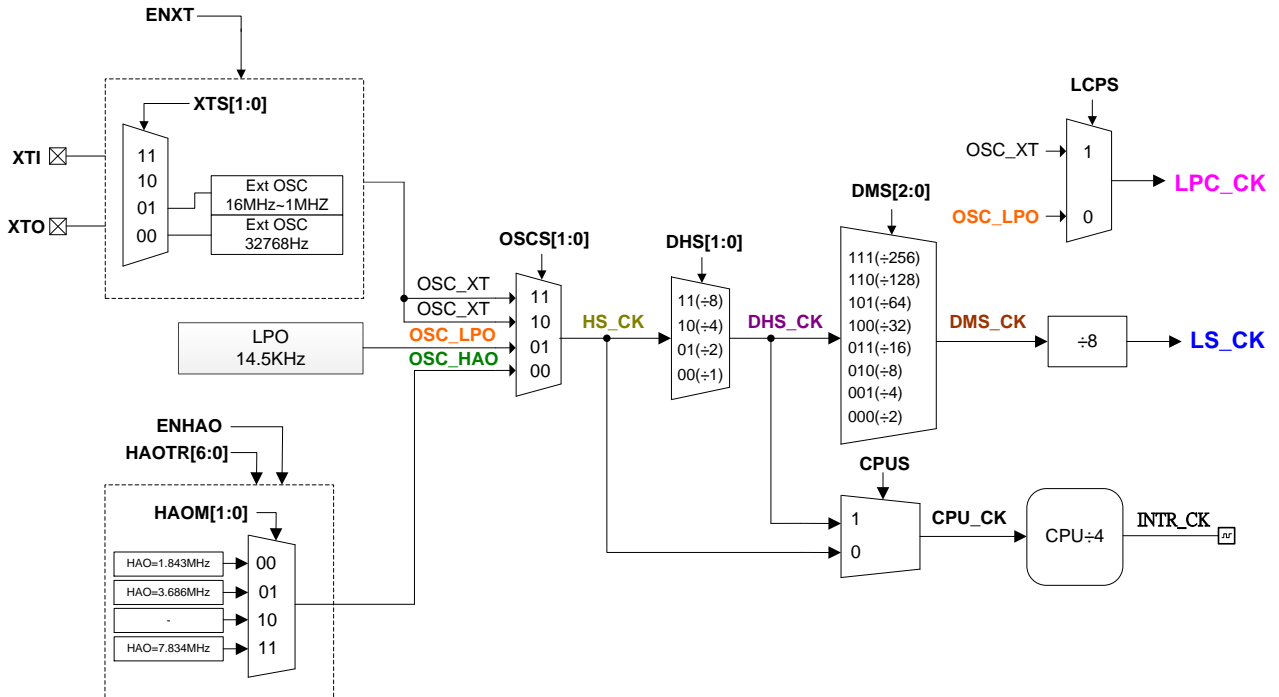 ENXT
XTS[1:0]
XTI
XTO
11
10
01
00
Ext OSC
16MHz~1MHZ
Ext OSC
32768Hz
LPO
14.5KHz
ENHAO
HAOTR[6:0]
HAOM[1:0]
HAO=1.843MHz
HAO=3.686MHz
-
HAO=7.834MHz
00
01
10
11
OSCS[1:0]
OSC_XT
OSC_XT
OSC_LPO
OSC_HAO
11
10
01
00
HS_CK
DHS[1:0]
11(÷8)
10(÷4)
01(÷2)
00(÷1)
DHS_CK
DMS[2:0]
111(÷256)
110(÷128)
101(÷64)
100(÷32)
011(÷16)
010(÷8)
001(÷4)
000(÷2)
DMS_CK
÷8
LS_CK
LCPS
OSC_XT
OSC_LPO
1
0
LPC_CK
CPUS
1
0
CPU_CK
CPU÷4
INTR_CK